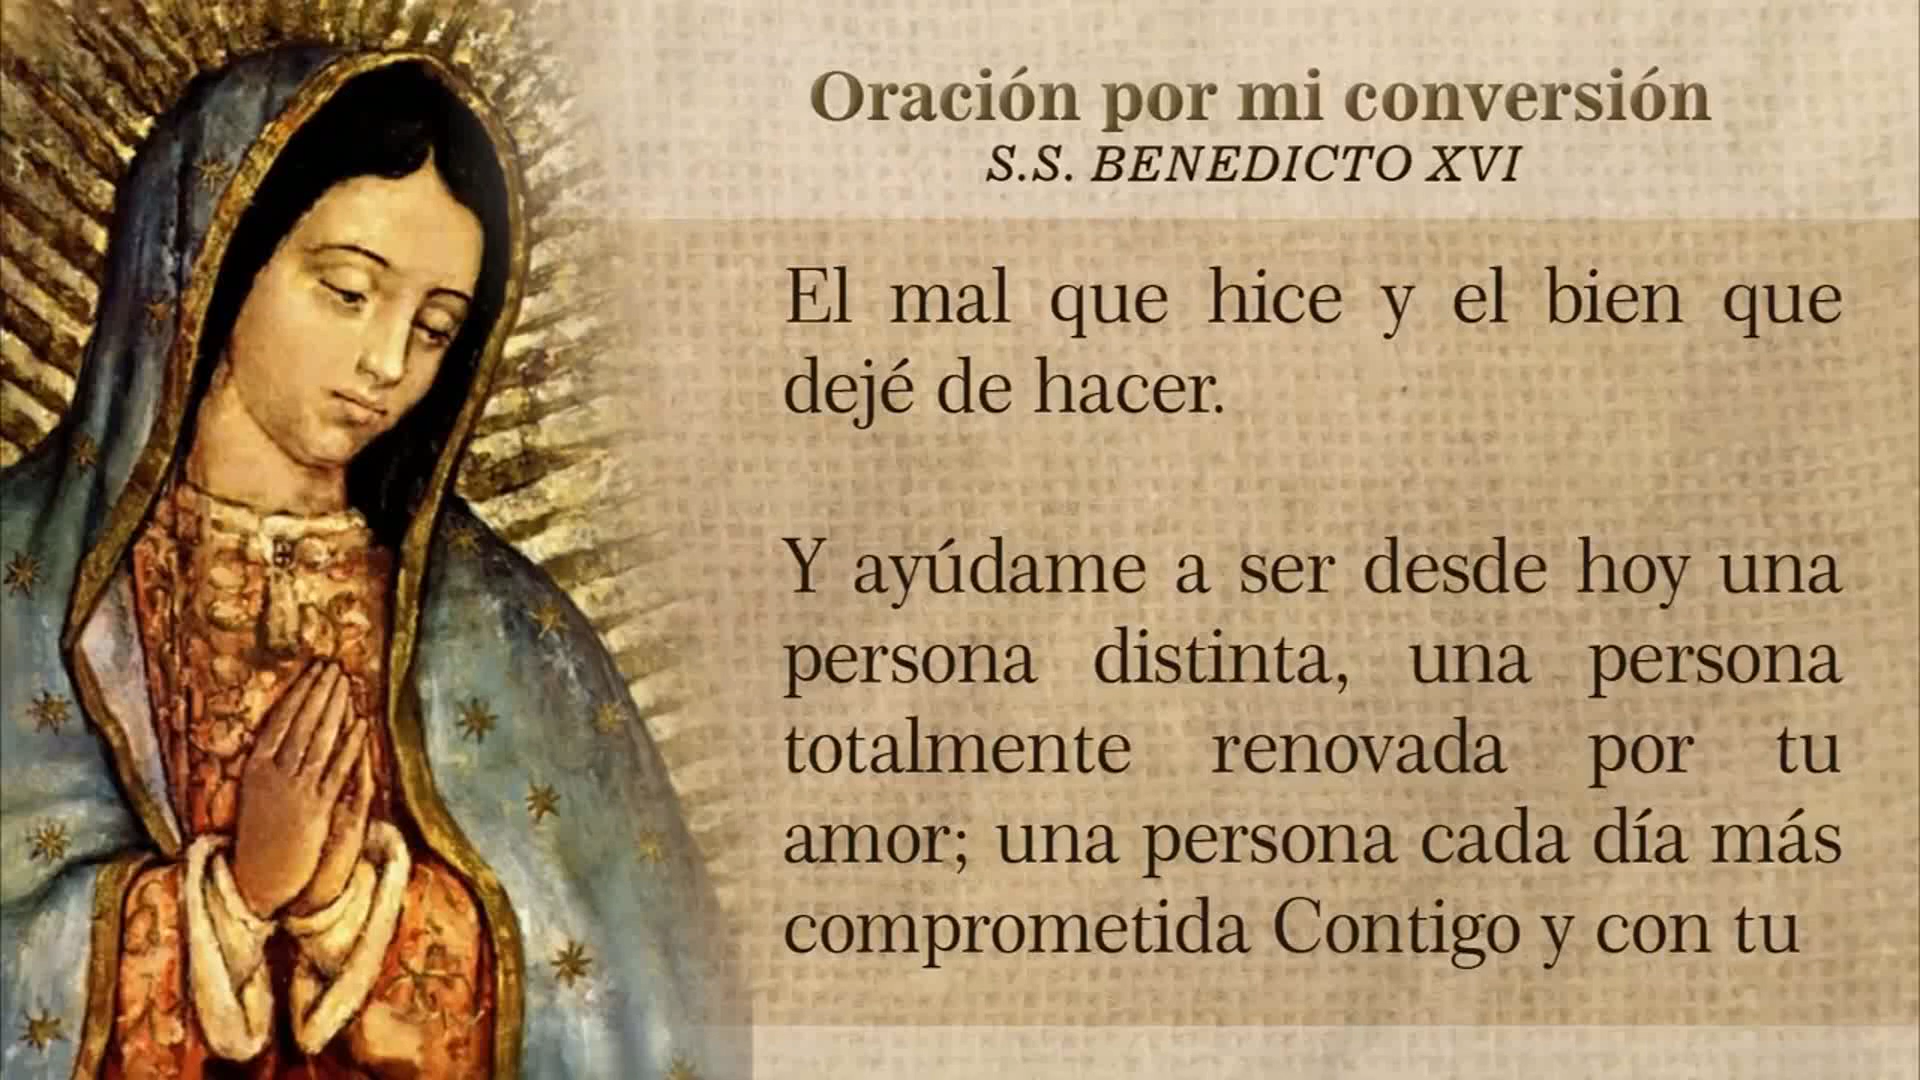 Oración por mi conversión
S.S. BENEDICTO XVI
El mal que hice y el bien que
dejé de hacer.
Y ayúdame a ser desde hoy una
persona distinta, una persona
totalmente renovada por tu
amor; una persona cada día más
comprometida Contigo y con tu